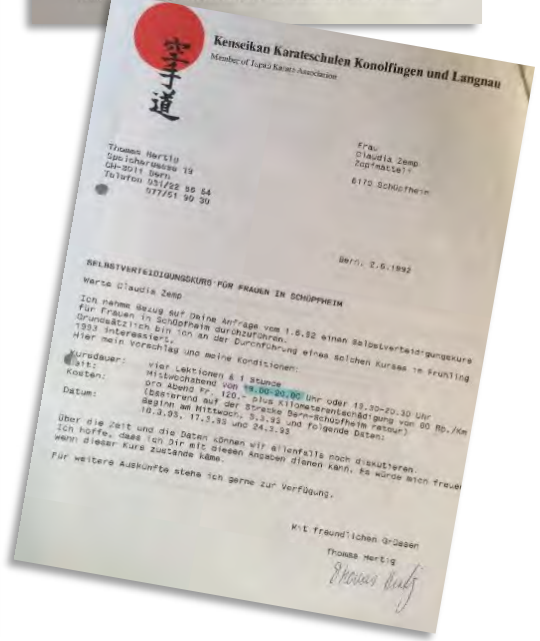 空手道
Kenseikan Karateschulen Konolfingen und Langnau
Member of Japan Karate Association
Thomas Hertig
Speichergasse 19
CH-3011 Bern
Telefon 031/22 86 54
077/51 90 30
Frau
Claudia Zemp
Zopfmatteli
6170 Schüpfheim
Bern, 2.6.1992
SELBSTVERTEIDIGUNGSKURS FÜR FRAUEN IN SCHÜPFHEIM
Werte Claudia Zemp
Ich nehme Bezug auf Deine Anfrage vom 1.6.92 einen Selbstverteidigungskurs
für Frauen in Schüpfheim durchzuführen.
Grundsätzlich bin ich an der Durchführung eines solchen Kurses im Frühling
1993 interessiert.
Hier mein Vorschlag und meine Konditionen:
Kursdauer: vier Lektionen à 1 Stunde
Zeit: Mittwochabend von 19.00-20.00 Uhr oder 19.30-20.30 Uhr
Kosten: pro Abend Fr. 120.- plus Kilometerentschädigung von 60 Rp./Km
(basierend auf der Strecke Bern-Schüpfheim retour)
Datum: Beginn am Mittwoch, 3.3.93 und folgende Daten:
10.3.93, 17.3.93 und 24.3.93
Über die Zeit und die Daten können wir allenfalls noch diskutieren.
Ich hoffe, dass ich Dir mit diesen Angaben dienen kann. Es würde mich freuen
wenn dieser Kurs zustande käme.
Für weitere Auskünfte stehe ich gerne zur Verfügung.
Mit freundlichen Grüssen
Thomas Hertig